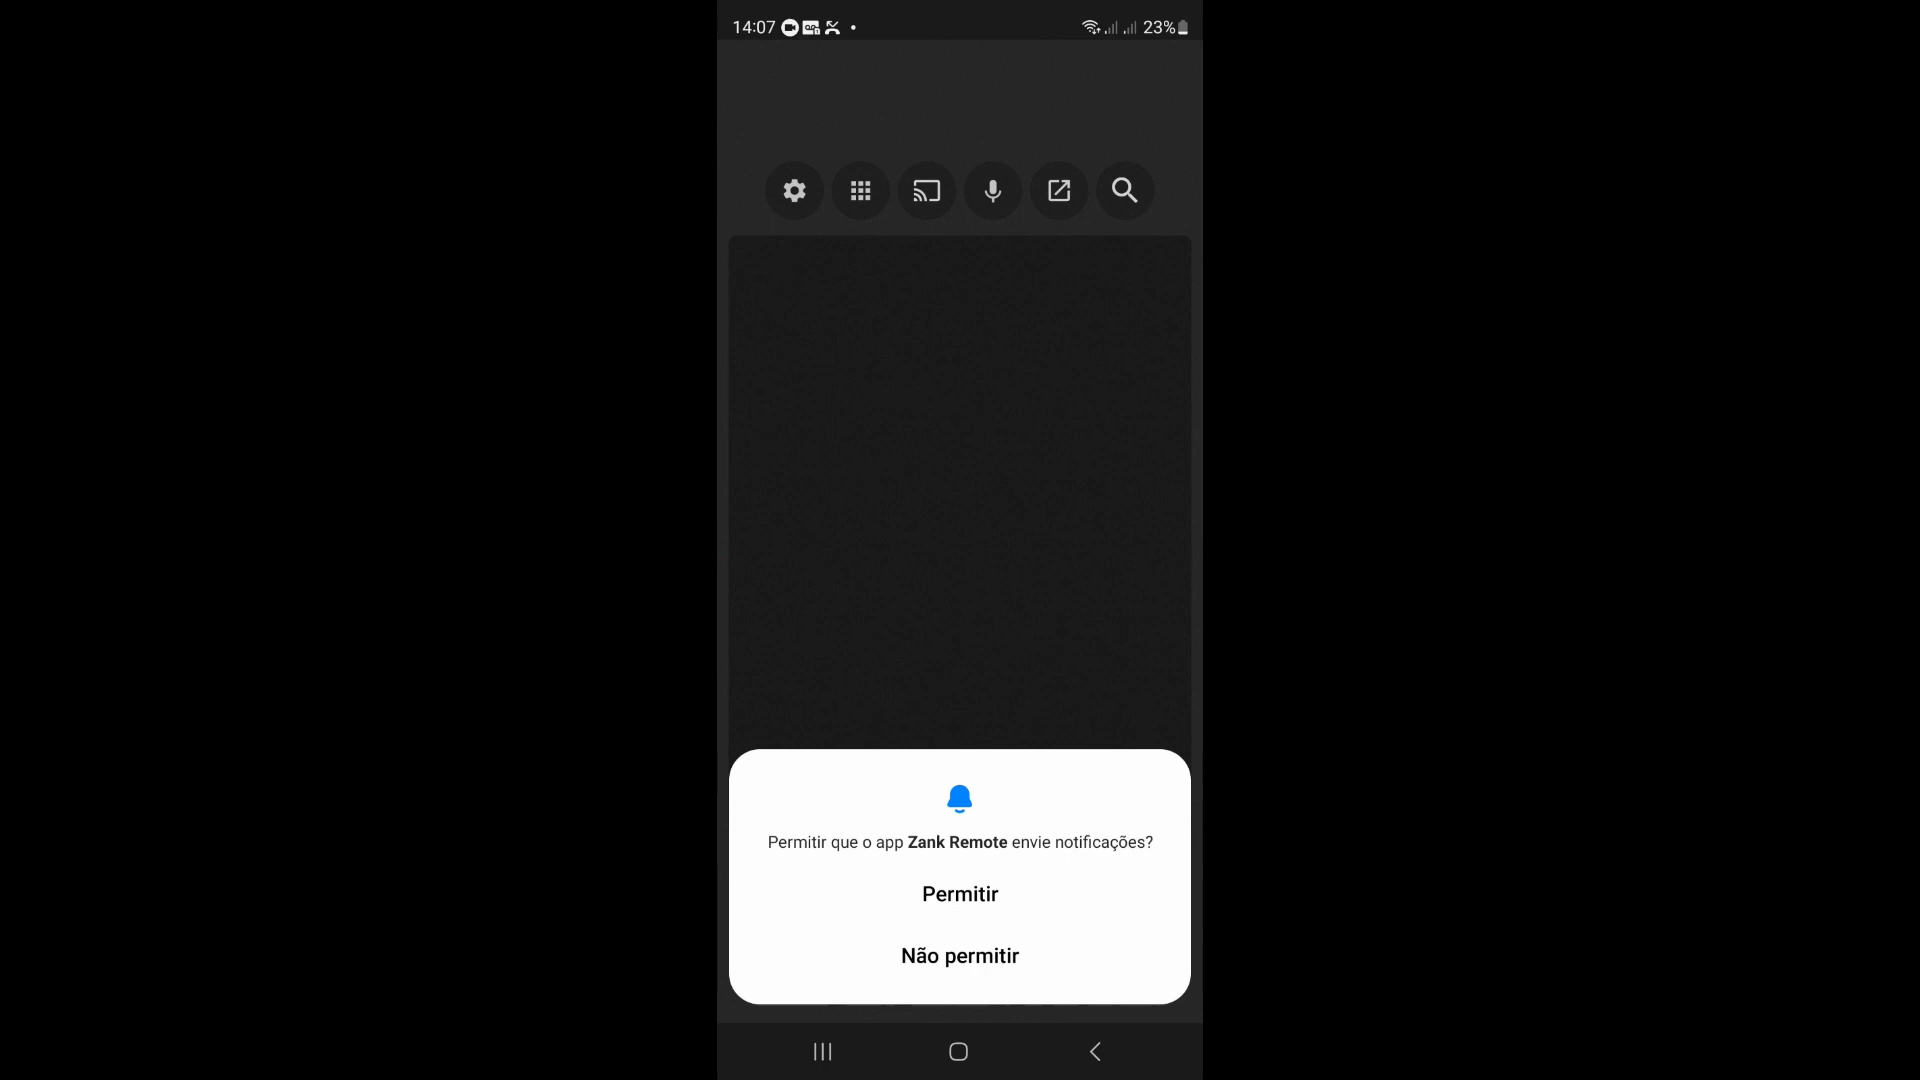 14:07
23%
Permitir que o app Zank Remote envie notificações?
Permitir
Não permitir